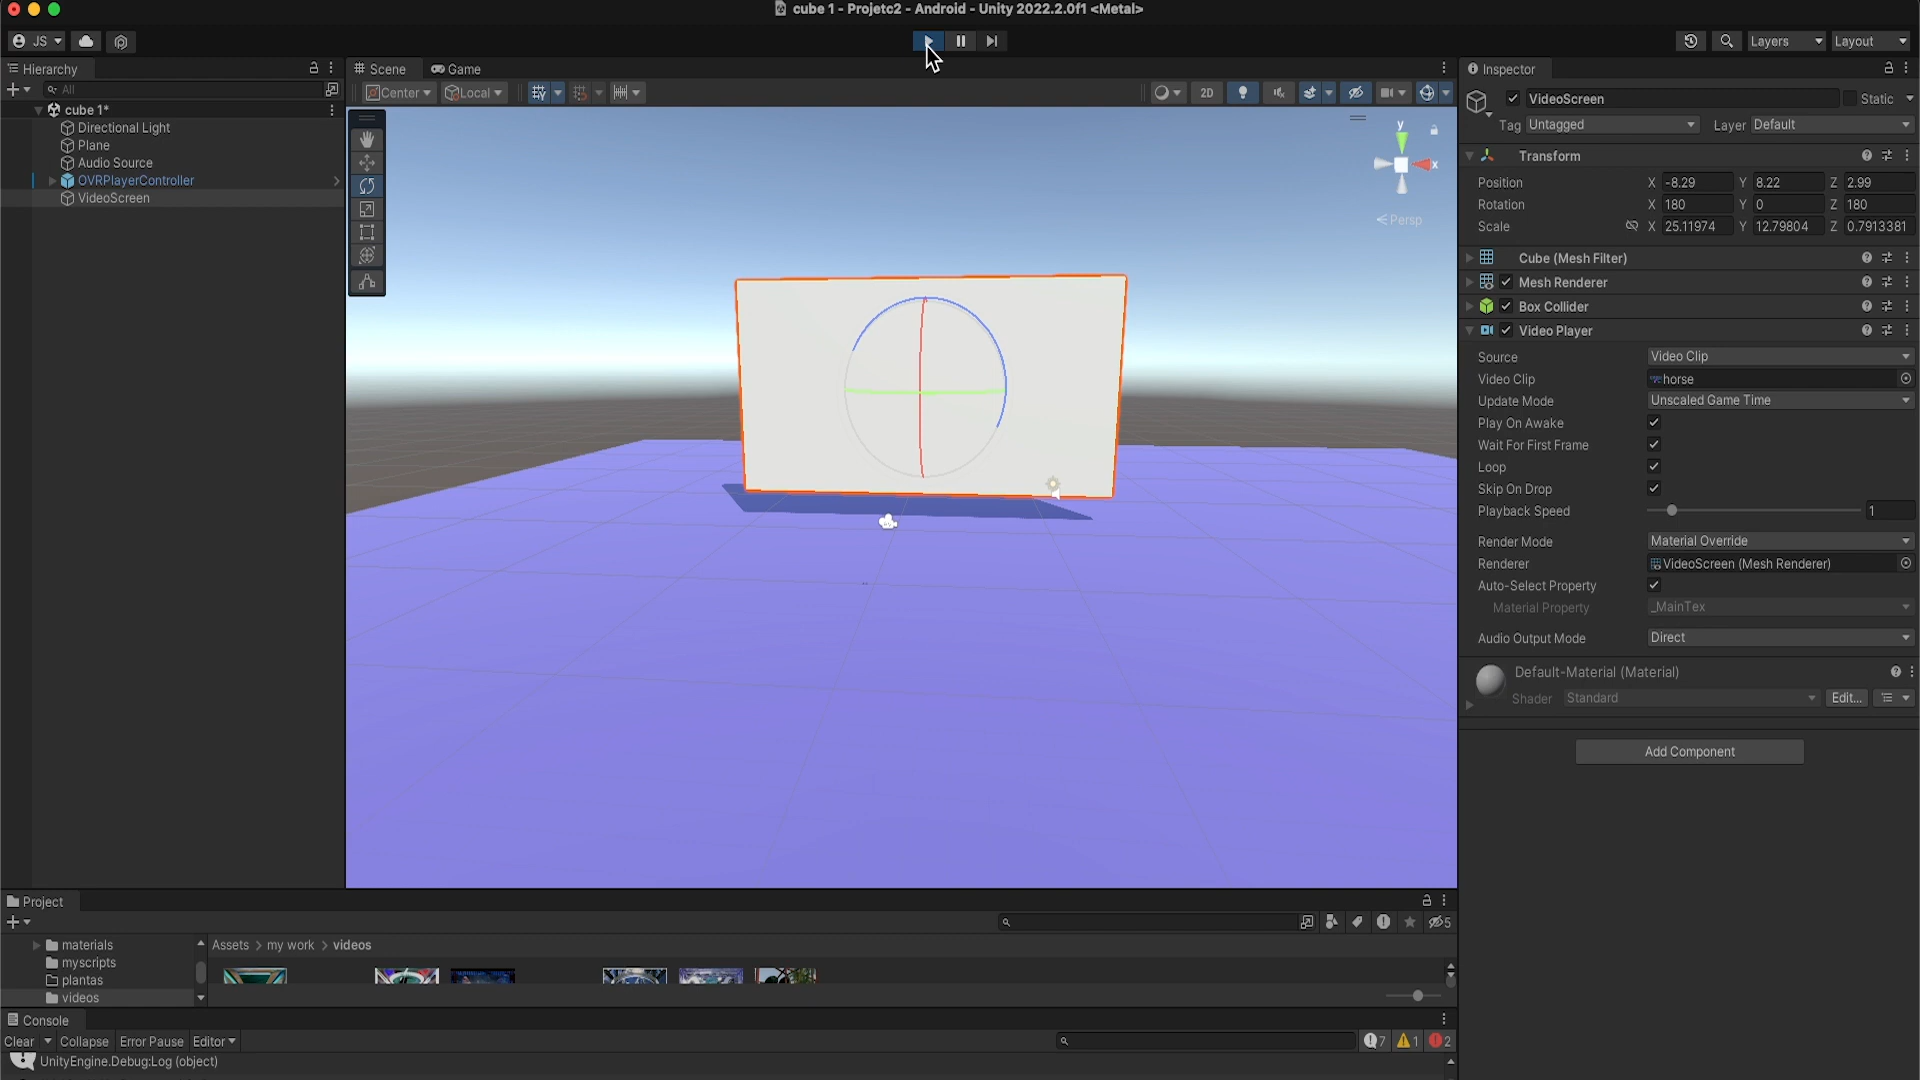 cube 1 - Projetc2 - Android - Unity 2022.2.0f1 <Metal>
JS
Layers
Layout
Hierarchy
All
cube 1*
Directional Light
Plane
Audio Source
OVRPlayerController
VideoScreen
Scene
Game
Center
Local
2D
y
x
Persp
Inspector
VideoScreen
Static
Tag Untagged Layer Default
Transform
Position X -8.29 Y 8.22 Z 2.99
Rotation X 180 Y 0 Z 180
Scale X 25.11974 Y 12.79804 Z 0.7913381
Cube (Mesh Filter)
Mesh Renderer
Box Collider
Video Player
Source Video Clip
Video Clip horse
Update Mode Unscaled Game Time
Play On Awake
Wait For First Frame
Loop
Skip On Drop
Playback Speed 1
Render Mode Material Override
Renderer VideoScreen (Mesh Renderer)
Auto-Select Property
Material Property _MainTex
Audio Output Mode Direct
Default-Material (Material)
Shader Standard Edit...
Add Component
Project
5
materials
myscripts
plantas
videos
Assets > my work > videos
Console
Clear Collapse Error Pause Editor
7 1 2
UnityEngine.Debug:Log (object)